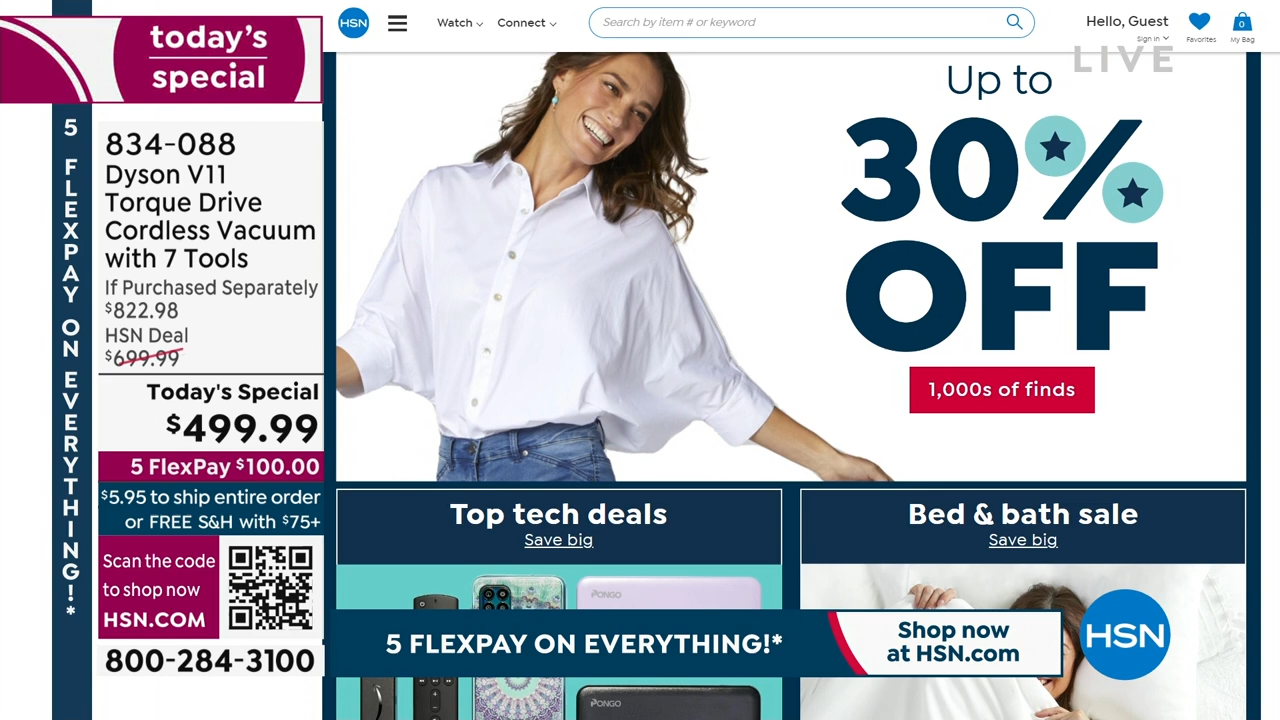 today's
special
5 FLEXPAY ON EVERYTHING!*
834-088
Dyson V11
Torque Drive
Cordless Vacuum
with 7 Tools
If Purchased Separately
$822.98
HSN Deal
$699.99
Today's Special
$499.99
5 FlexPay $100.00
$5.95 to ship entire order
or FREE S&H with $75+
Scan the code
to shop now
HSN.COM
800-284-3100
HSN
Watch
Connect
Search by item # or keyword
Hello, Guest
Sign in
Favorites
0
My Bag
LIVE
Up to
30%
OFF
1,000s of finds
Top tech deals
Save big
Bed & bath sale
Save big
PONGO
PONGO
5 FLEXPAY ON EVERYTHING!*
Shop now
at HSN.com
HSN